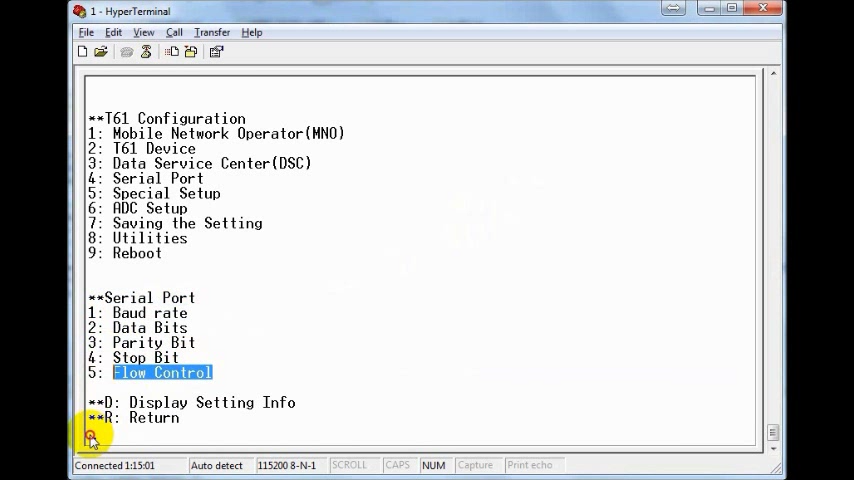 1 - HyperTerminal
File Edit View Call Transfer Help
**T61 Configuration
1: Mobile Network Operator(MNO)
2: T61 Device
3: Data Service Center(DSC)
4: Serial Port
5: Special Setup
6: ADC Setup
7: Saving the Setting
8: Utilities
9: Reboot
**Serial Port
1: Baud rate
2: Data Bits
3: Parity Bit
4: Stop Bit
5: Flow Control
**D: Display Setting Info
**R: Return
Connected 1:15:01 Auto detect 115200 8-N-1 SCROLL CAPS NUM Capture Print echo